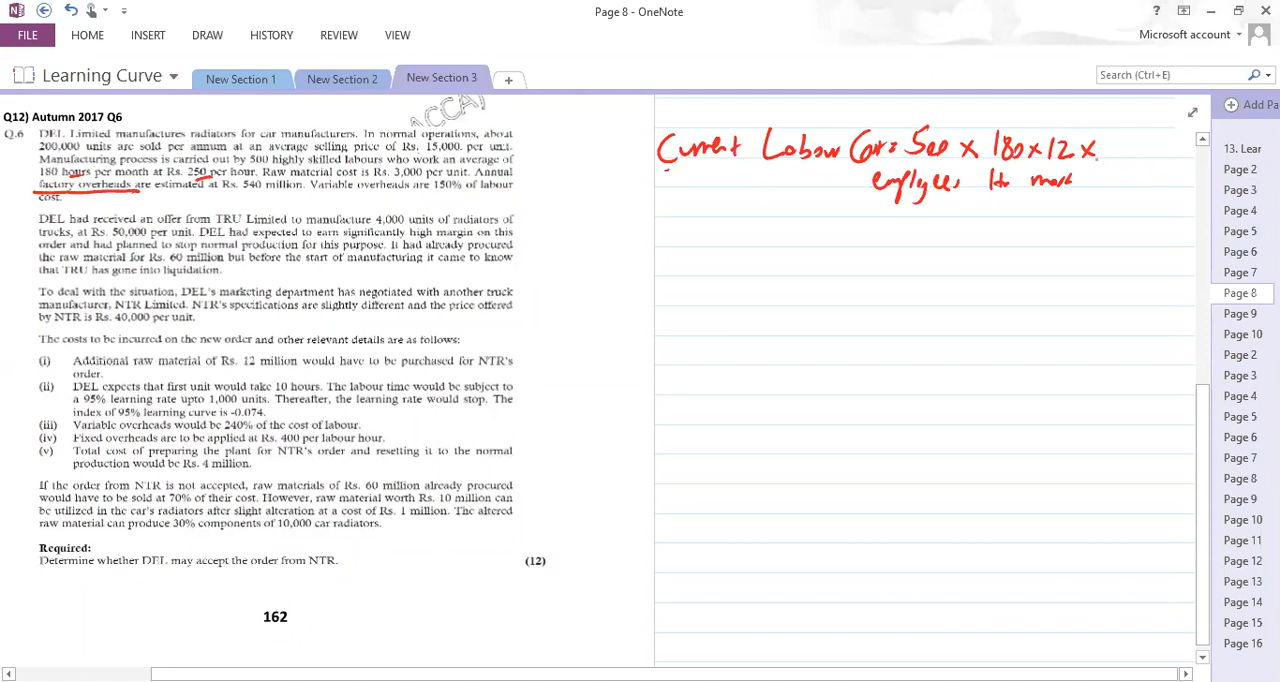 Page 8 - OneNote
?
FILE HOME INSERT DRAW HISTORY REVIEW VIEW
Microsoft account
Learning Curve New Section 1 New Section 2 New Section 3 +
Search (Ctrl+E)
Add Pa
13. Lear
Page 2
Page 3
Page 4
Page 5
Page 6
Page 7
Page 8
Page 9
Page 10
Page 2
Page 3
Page 4
Page 5
Page 6
Page 7
Page 8
Page 9
Page 10
Page 11
Page 12
Page 13
Page 14
Page 15
Page 16
(ACCA)
Q12) Autumn 2017 Q6
Q.6 DEL Limited manufactures radiators for car manufacturers. In normal operations, about
200,000 units are sold per annum at an average selling price of Rs. 15,000 per unit.
Manufacturing process is carried out by 500 highly skilled labours who work an average of
180 hours per month at Rs. 250 per hour. Raw material cost is Rs. 3,000 per unit. Annual
factory overheads are estimated at Rs. 540 million. Variable overheads are 150% of labour
cost.
DEL had received an offer from TRU Limited to manufacture 4,000 units of radiators of
trucks, at Rs. 50,000 per unit. DEL had expected to earn significantly high margin on this
order and had planned to stop normal production for this purpose. It had already procured
the raw material for Rs. 60 million but before the start of manufacturing it came to know
that TRU has gone into liquidation.
To deal with the situation, DEL's marketing department has negotiated with another truck
manufacturer, NTR Limited. NTR's specifications are slightly different and the price offered
by NTR is Rs. 40,000 per unit.
The costs to be incurred on the new order and other relevant details are as follows:
(i) Additional raw material of Rs. 12 million would have to be purchased for NTR's
order.
(ii) DEL expects that first unit would take 10 hours. The labour time would be subject to
a 95% learning rate upto 1,000 units. Thereafter, the learning rate would stop. The
index of 95% learning curve is -0.074.
(iii) Variable overheads would be 240% of the cost of labour.
(iv) Fixed overheads are to be applied at Rs. 400 per labour hour.
(v) Total cost of preparing the plant for NTR's order and resetting it to the normal
production would be Rs. 4 million.
If the order from NTR is not accepted, raw materials of Rs. 60 million already procured
would have to be sold at 70% of their cost. However, raw material worth Rs. 10 million can
be utilized in the car's radiators after slight alteration at a cost of Rs. 1 million. The altered
raw material can produce 30% components of 10,000 car radiators.
Required:
Determine whether DEL may accept the order from NTR. (12)
162
Current Labour Cost = 500 × 180 × 12 ×
employees Hr